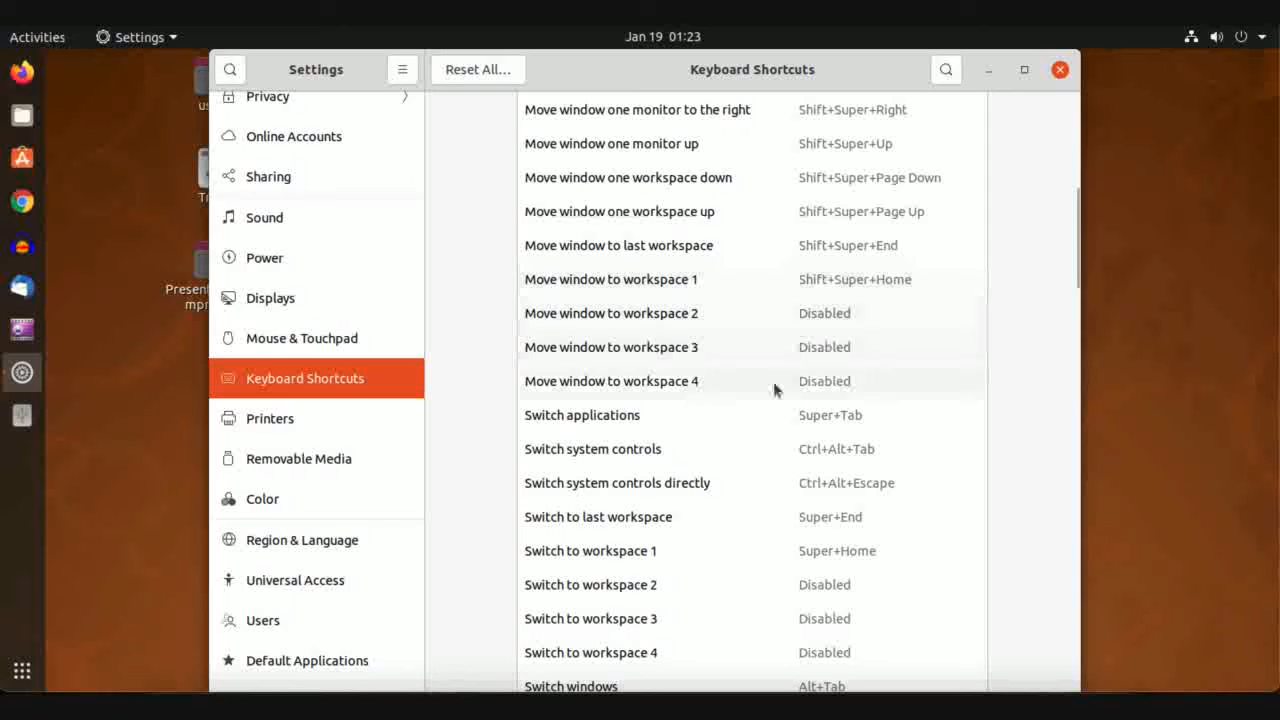 Activities
Settings
Jan 19 01:23
Settings
Reset All...
Keyboard Shortcuts
Privacy
Online Accounts
Sharing
Sound
Power
Displays
Mouse & Touchpad
Keyboard Shortcuts
Printers
Removable Media
Color
Region & Language
Universal Access
Users
Default Applications
Move window one monitor to the right Shift+Super+Right
Move window one monitor up Shift+Super+Up
Move window one workspace down Shift+Super+Page Down
Move window one workspace up Shift+Super+Page Up
Move window to last workspace Shift+Super+End
Move window to workspace 1 Shift+Super+Home
Move window to workspace 2 Disabled
Move window to workspace 3 Disabled
Move window to workspace 4 Disabled
Switch applications Super+Tab
Switch system controls Ctrl+Alt+Tab
Switch system controls directly Ctrl+Alt+Escape
Switch to last workspace Super+End
Switch to workspace 1 Super+Home
Switch to workspace 2 Disabled
Switch to workspace 3 Disabled
Switch to workspace 4 Disabled
Switch windows Alt+Tab